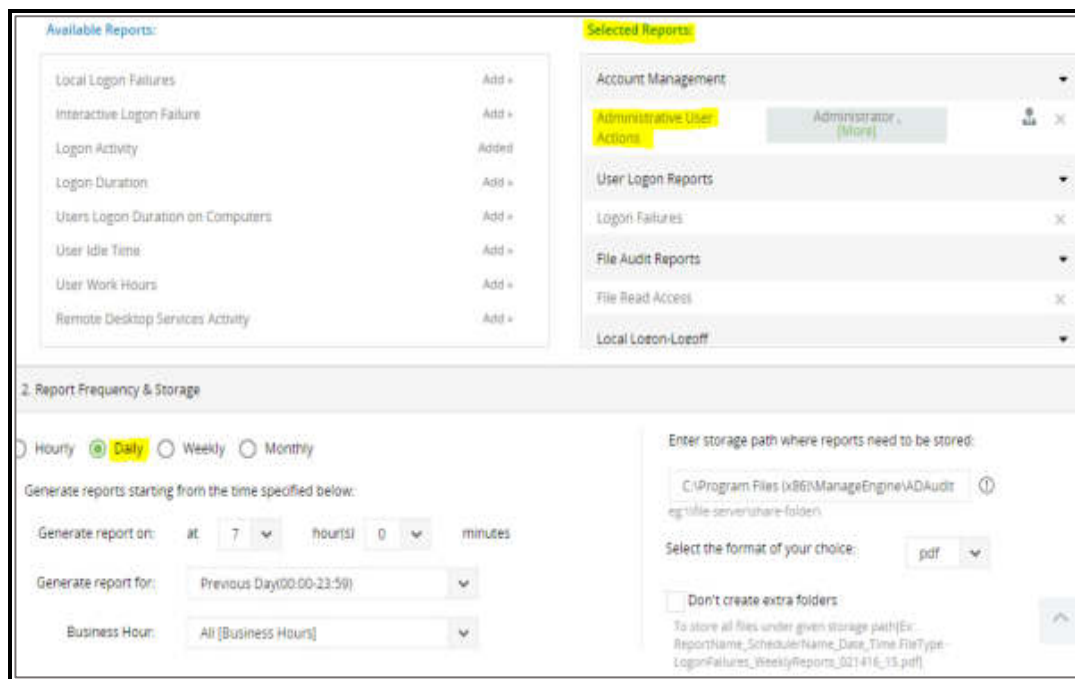 Available Reports:
Local Logon Failures Add +
Interactive Logon Failure Add +
Logon Activity Added
Logon Duration Add +
Users Logon Duration on Computers Add +
User Idle Time Add +
User Work Hours Add +
Remote Desktop Services Activity Add +
Selected Reports:
Account Management
Administrative User
Actions
Administrator ,
[More]
User Logon Reports
Logon Failures
File Audit Reports
File Read Access
Local Logon-Logoff
2. Report Frequency & Storage
Hourly Daily Weekly Monthly
Generate reports starting from the time specified below:
Generate report on: at 7 hour(s) 0 minutes
Generate report for: Previous Day(00:00-23:59)
Business Hour: All [Business Hours]
Enter storage path where reports need to be stored:
C:\Program Files (x86)\ManageEngine\ADAudit
eg:\\file-server\share-folder\
Select the format of your choice: pdf
Don't create extra folders
To store all files under given storage path[Ex:
ReportName_SchedulerName_Date_Time.FileType -
LogonFailures_WeeklyReports_021416_15.pdf]